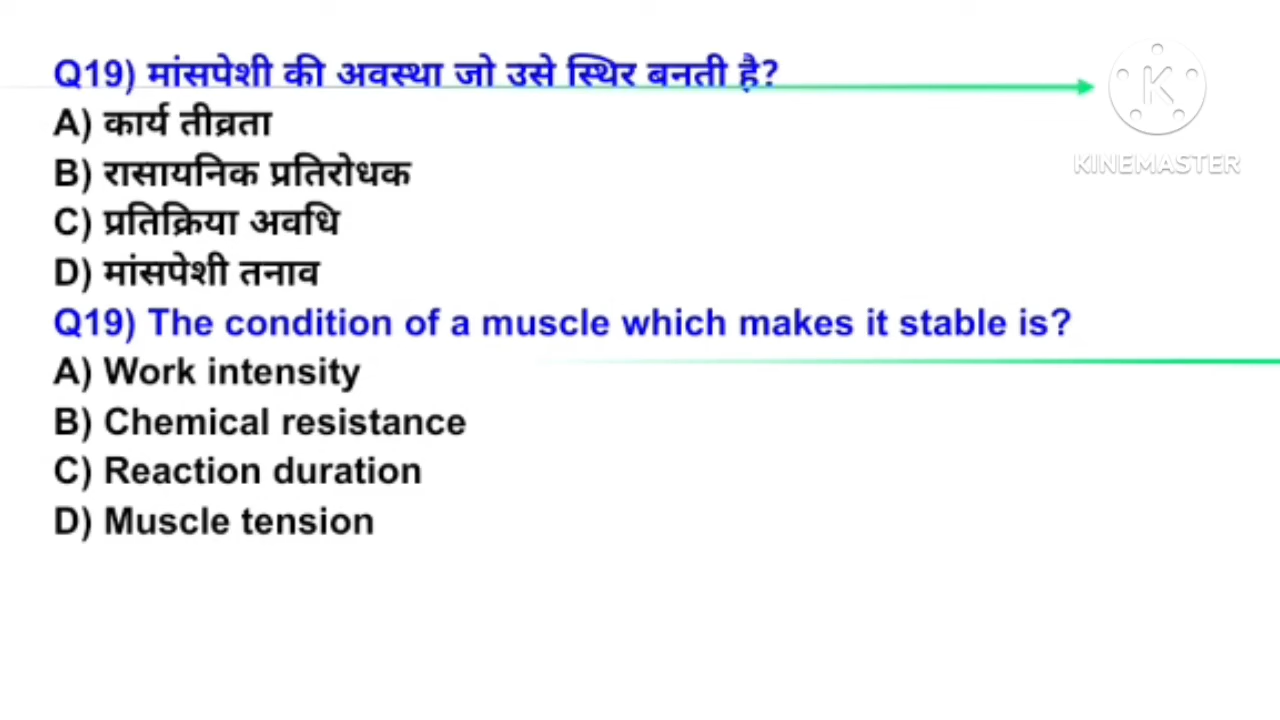 Q19) मांसपेशी की अवस्था जो उसे स्थिर बनती है?
A) कार्य तीव्रता
B) रासायनिक प्रतिरोधक
C) प्रतिक्रिया अवधि
D) मांसपेशी तनाव
Q19) The condition of a muscle which makes it stable is?
A) Work intensity
B) Chemical resistance
C) Reaction duration
D) Muscle tension
K
KINEMASTER